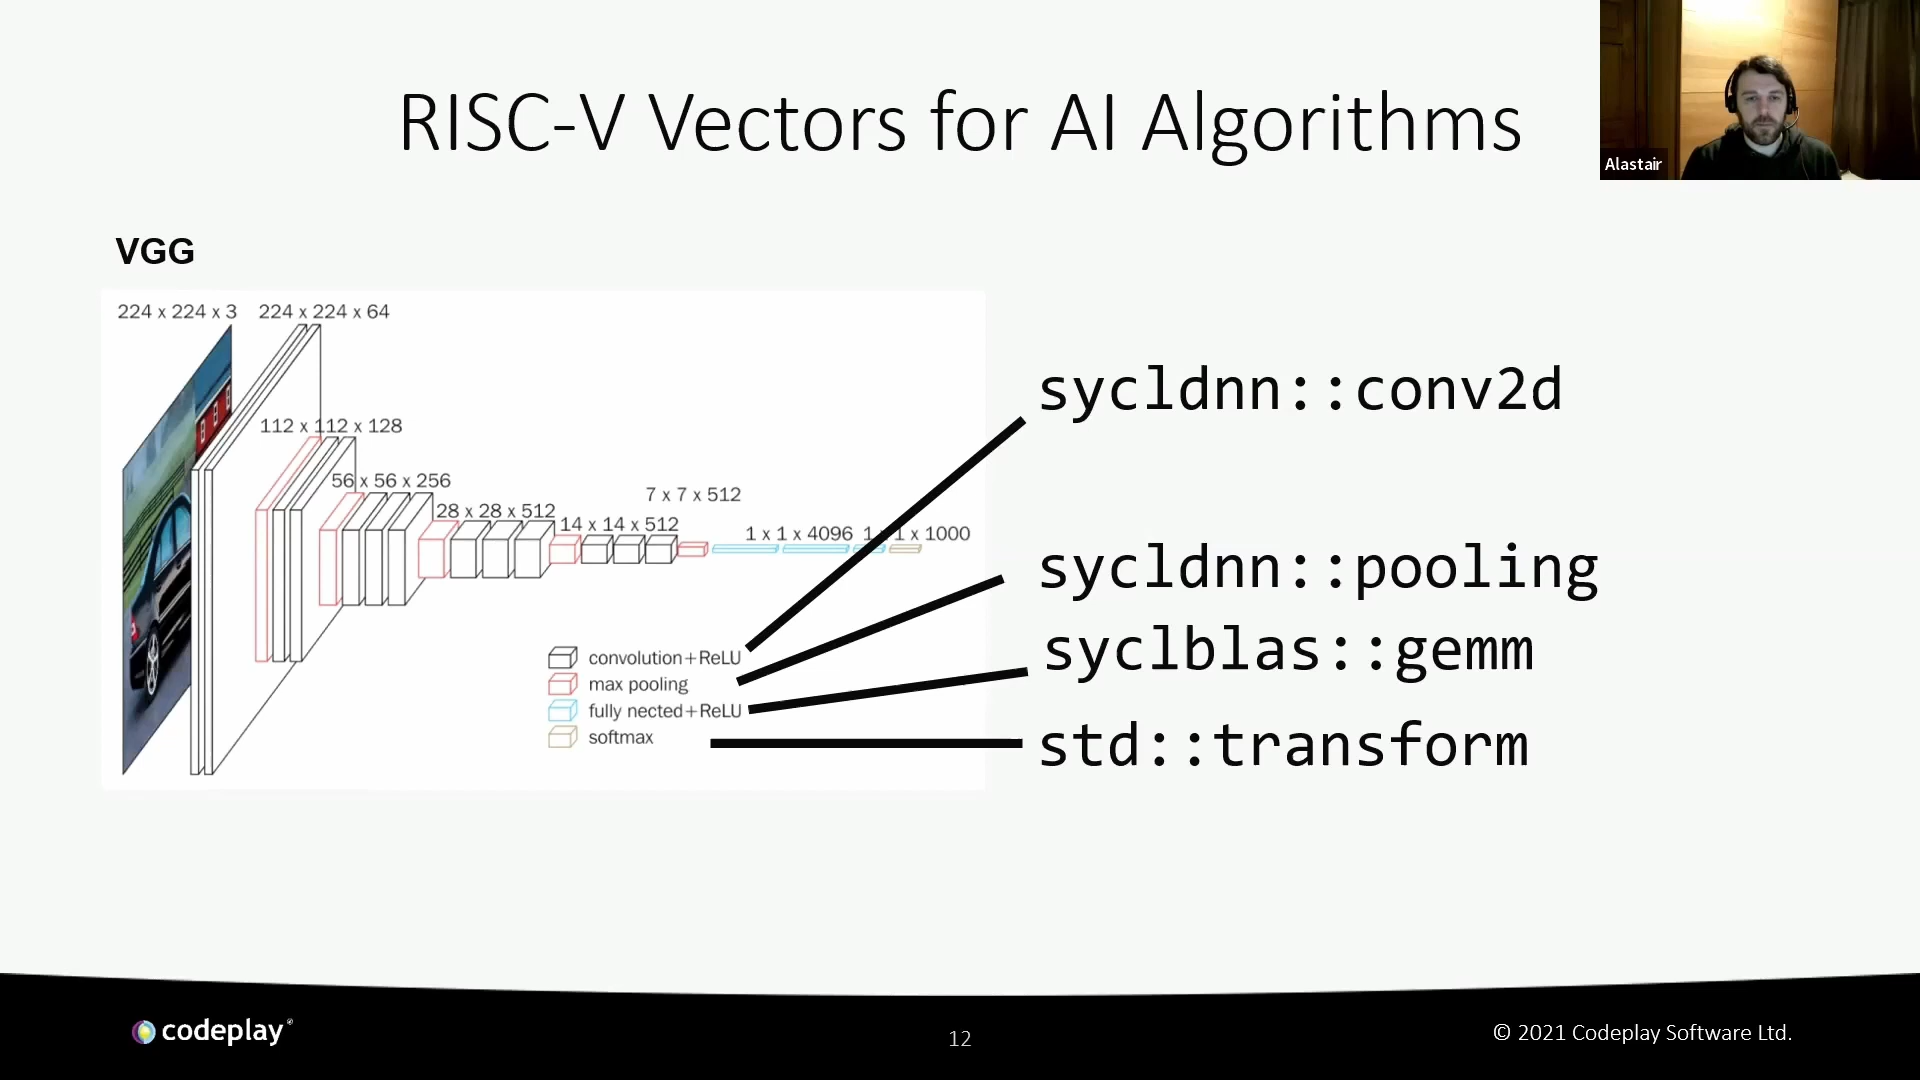 RISC-V Vectors for AI Algorithms
Alastair
VGG
224 x 224 x 3
224 x 224 x 64
112 x 112 x 128
56 x 56 x 256
28 x 28 x 512
14 x 14 x 512
7 x 7 x 512
1 x 1 x 4096
1 x 1 x 1000
convolution+ReLU
max pooling
fully nected+ReLU
softmax
sycldnn::conv2d
sycldnn::pooling
syclblas::gemm
std::transform
codeplay
12
© 2021 Codeplay Software Ltd.